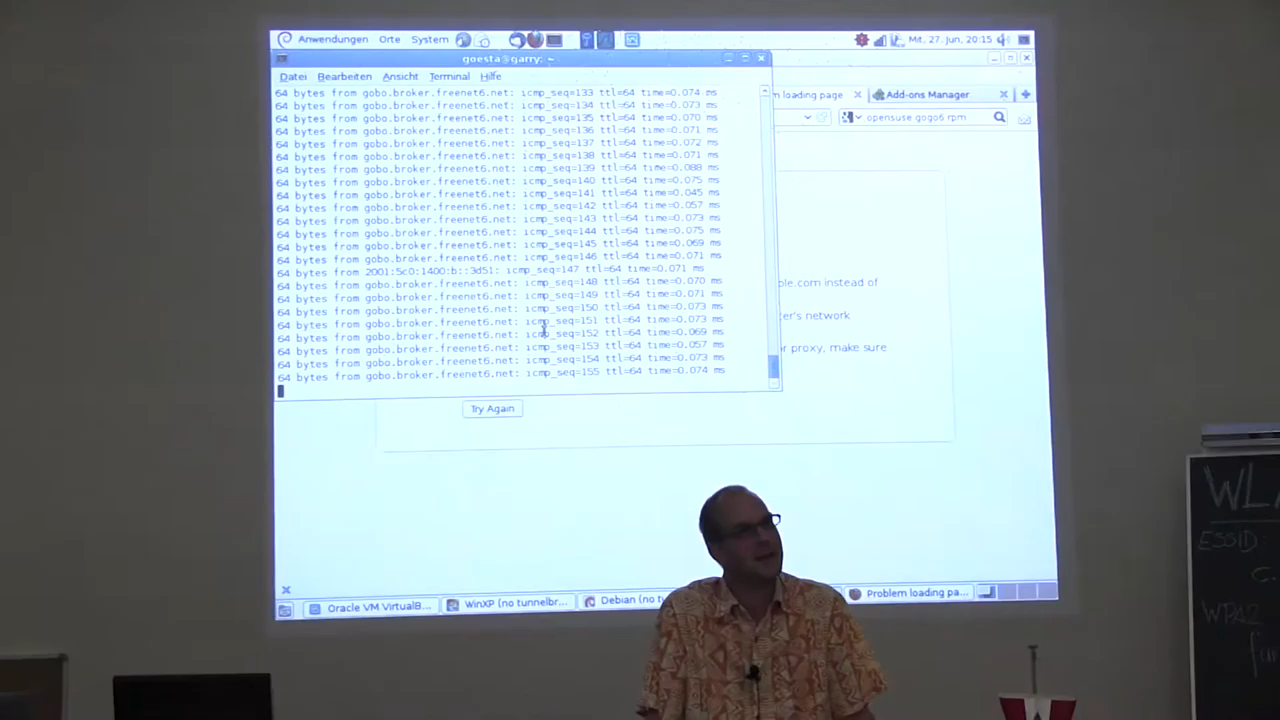 Anwendungen Orte System Mit, 27. Jun, 20:15
goesta@garry: ~
Datei Bearbeiten Ansicht Terminal Hilfe
64 bytes from gobo.broker.freenet6.net: icmp_seq=133 ttl=64 time=0.074 ms
64 bytes from gobo.broker.freenet6.net: icmp_seq=134 ttl=64 time=0.073 ms
64 bytes from gobo.broker.freenet6.net: icmp_seq=135 ttl=64 time=0.070 ms
64 bytes from gobo.broker.freenet6.net: icmp_seq=136 ttl=64 time=0.071 ms
64 bytes from gobo.broker.freenet6.net: icmp_seq=137 ttl=64 time=0.072 ms
64 bytes from gobo.broker.freenet6.net: icmp_seq=138 ttl=64 time=0.071 ms
64 bytes from gobo.broker.freenet6.net: icmp_seq=139 ttl=64 time=0.088 ms
64 bytes from gobo.broker.freenet6.net: icmp_seq=140 ttl=64 time=0.075 ms
64 bytes from gobo.broker.freenet6.net: icmp_seq=141 ttl=64 time=0.045 ms
64 bytes from gobo.broker.freenet6.net: icmp_seq=142 ttl=64 time=0.057 ms
64 bytes from gobo.broker.freenet6.net: icmp_seq=143 ttl=64 time=0.073 ms
64 bytes from gobo.broker.freenet6.net: icmp_seq=144 ttl=64 time=0.075 ms
64 bytes from gobo.broker.freenet6.net: icmp_seq=145 ttl=64 time=0.069 ms
64 bytes from gobo.broker.freenet6.net: icmp_seq=146 ttl=64 time=0.071 ms
64 bytes from 2001:5c0:1400:b::3d51: icmp_seq=147 ttl=64 time=0.071 ms
64 bytes from gobo.broker.freenet6.net: icmp_seq=148 ttl=64 time=0.070 ms
64 bytes from gobo.broker.freenet6.net: icmp_seq=149 ttl=64 time=0.071 ms
64 bytes from gobo.broker.freenet6.net: icmp_seq=150 ttl=64 time=0.073 ms
64 bytes from gobo.broker.freenet6.net: icmp_seq=151 ttl=64 time=0.073 ms
64 bytes from gobo.broker.freenet6.net: icmp_seq=152 ttl=64 time=0.069 ms
64 bytes from gobo.broker.freenet6.net: icmp_seq=153 ttl=64 time=0.057 ms
64 bytes from gobo.broker.freenet6.net: icmp_seq=154 ttl=64 time=0.073 ms
64 bytes from gobo.broker.freenet6.net: icmp_seq=155 ttl=64 time=0.074 ms
m loading page Add-ons Manager
opensuse gogo6 rpm
ple.com instead of
ter's network
or proxy, make sure
Try Again
Oracle VM VirtualB... WinXP (no tunnelbr... Debian (no tu Problem loading pa...
WL
ESSID:
WPA2